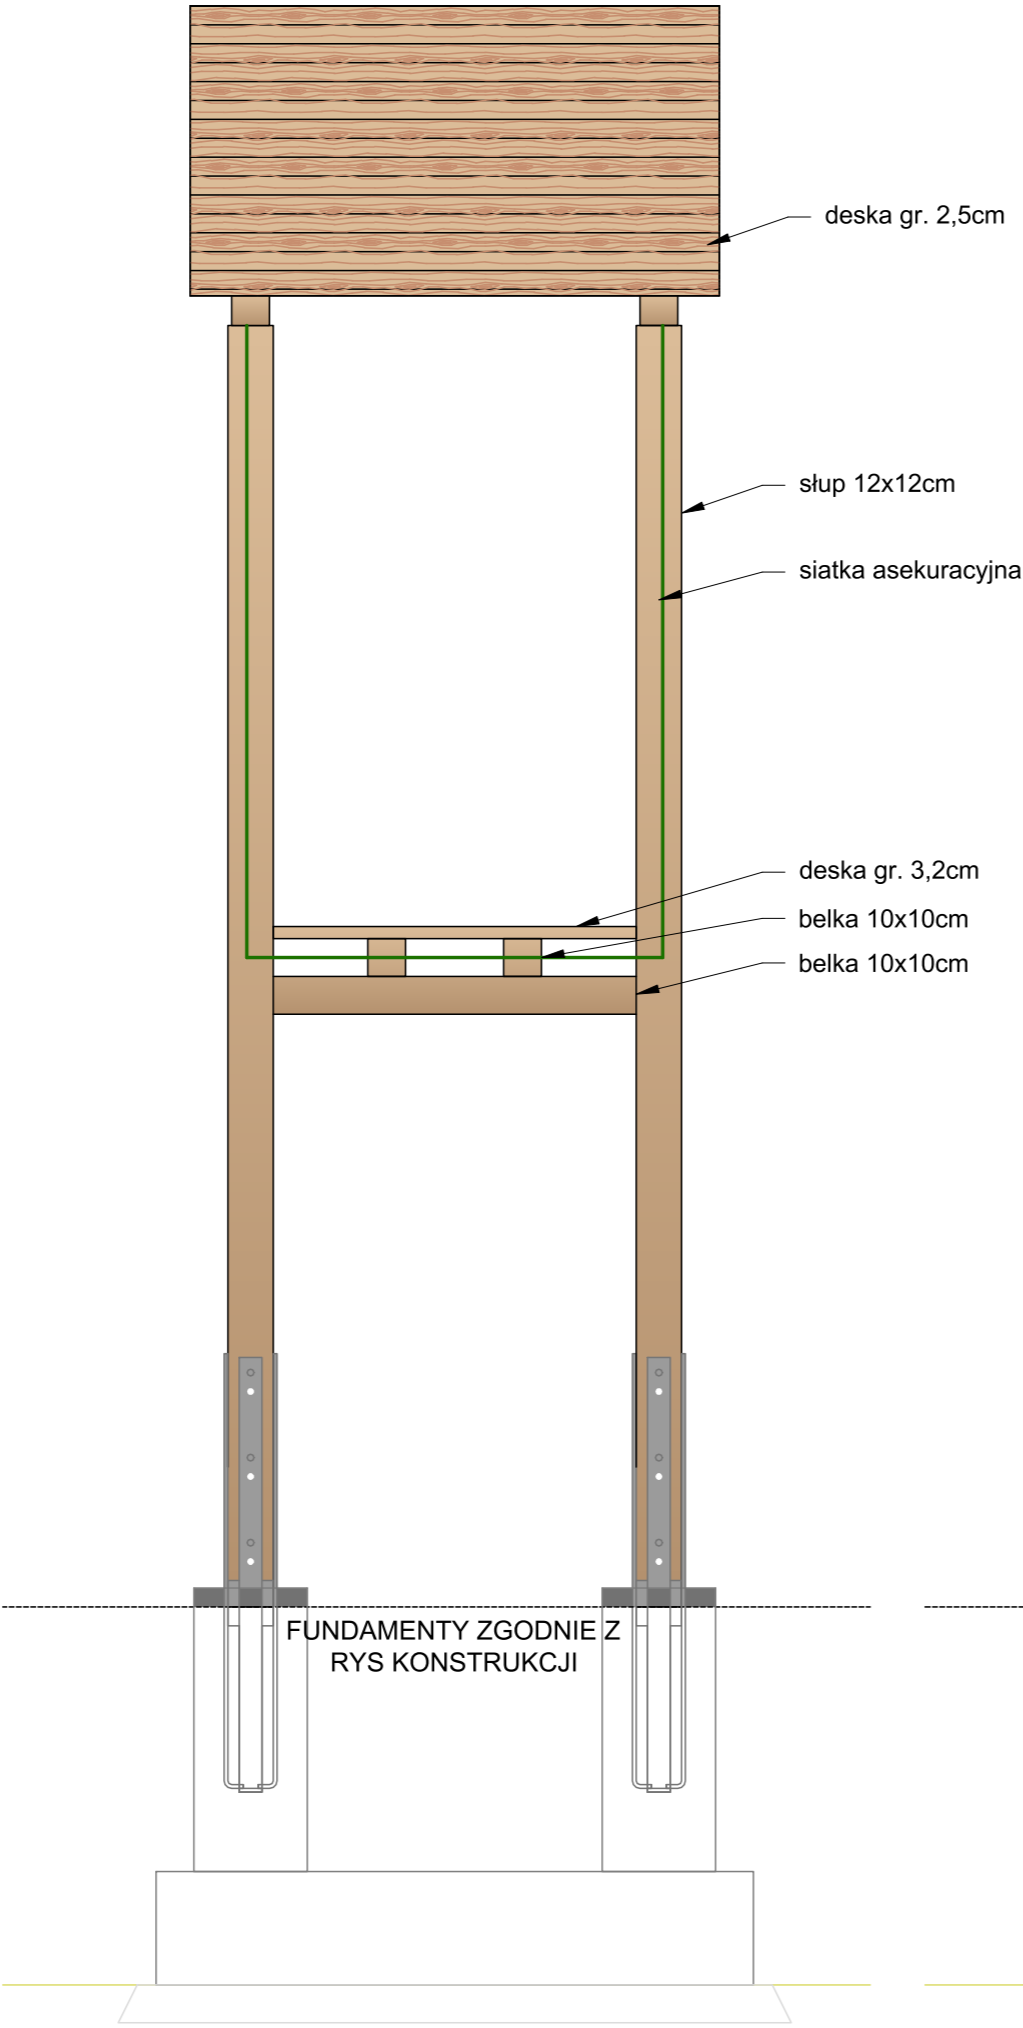 deska gr. 2,5cm
słup 12x12cm
siatka asekuracyjna
deska gr. 3,2cm
belka 10x10cm
belka 10x10cm
FUNDAMENTY ZGODNIE Z
RYS KONSTRUKCJI